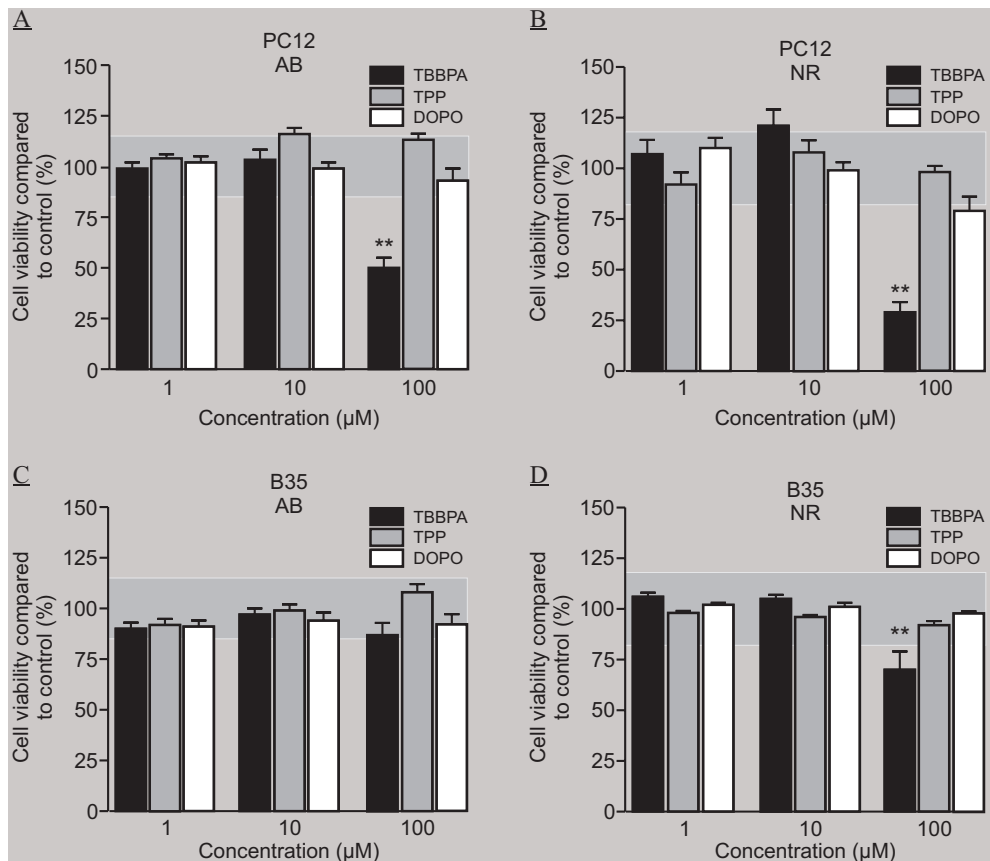 A
PC12
AB
TBBPA
TPP
DOPO
Cell viability compared
to control (%)
150
125
100
75
50
25
0
**
1 10 100
Concentration (µM)
B
PC12
NR
TBBPA
TPP
DOPO
Cell viability compared
to control (%)
150
125
100
75
50
25
0
**
1 10 100
Concentration (µM)
C
B35
AB
TBBPA
TPP
DOPO
Cell viability compared
to control (%)
150
125
100
75
50
25
0
1 10 100
Concentration (µM)
D
B35
NR
TBBPA
TPP
DOPO
Cell viability compared
to control (%)
150
125
100
75
50
25
0
**
1 10 100
Concentration (µM)